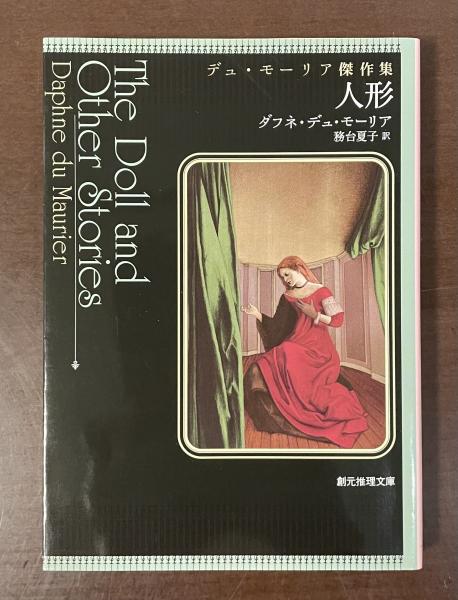 デュ・モーリア傑作集
人形
ダフネ・デュ・モーリア
務台夏子 訳
The Doll and
Other Stories
Daphne du Maurier
創元推理文庫